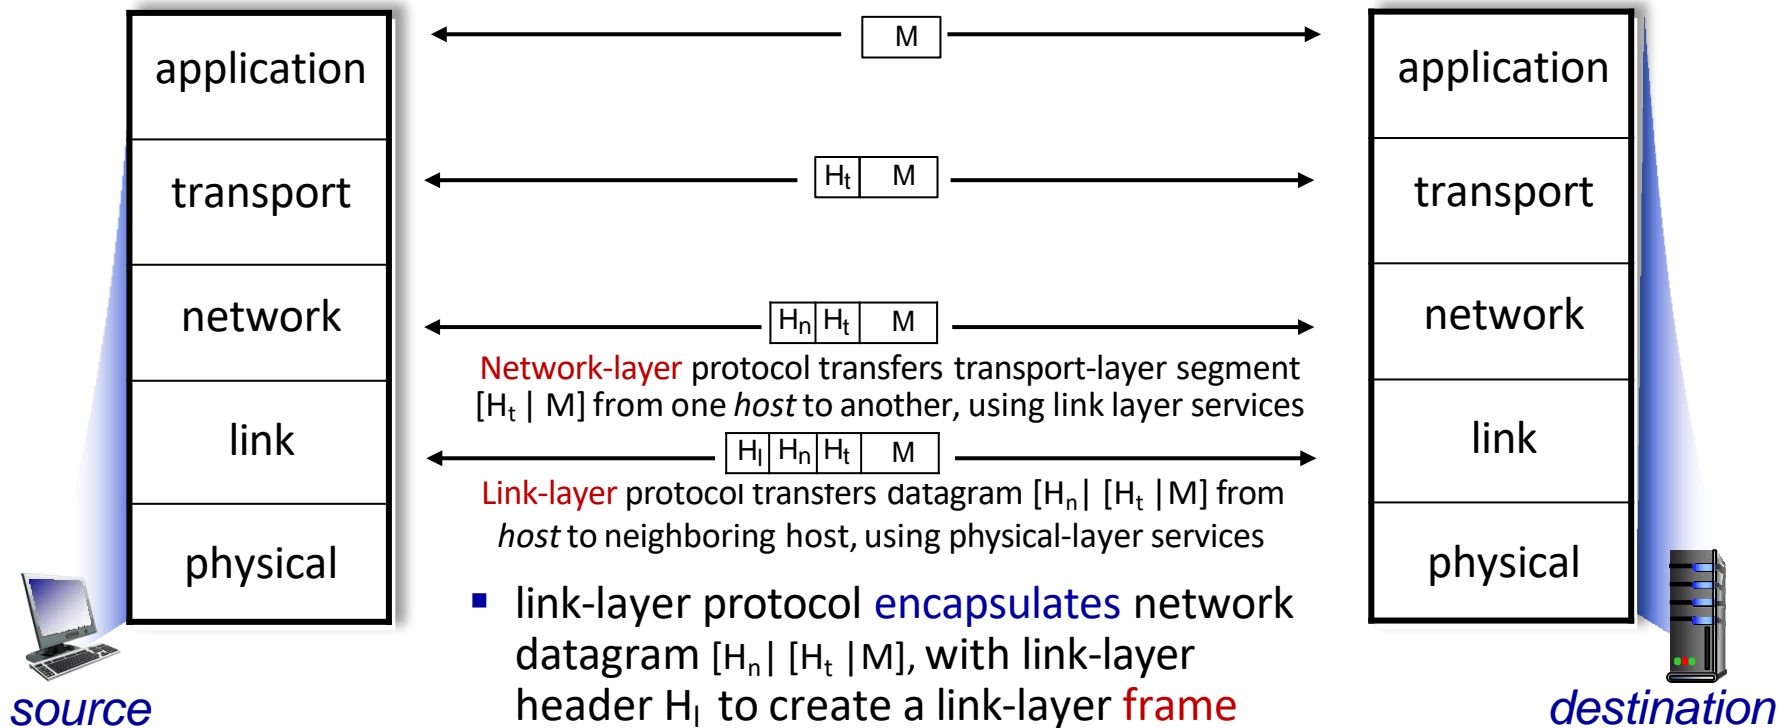 application
transport
network
link
physical
source
M
Hₜ M
Hₙ Hₜ M
Network-layer protocol transfers transport-layer segment
[Hₜ | M] from one host to another, using link layer services
Hₗ Hₙ Hₜ M
Link-layer protocol transfers datagram [Hₙ| [Hₜ |M] from
host to neighboring host, using physical-layer services
▪ link-layer protocol encapsulates network
datagram [Hₙ| [Hₜ |M], with link-layer
header Hₗ to create a link-layer frame
application
transport
network
link
physical
destination